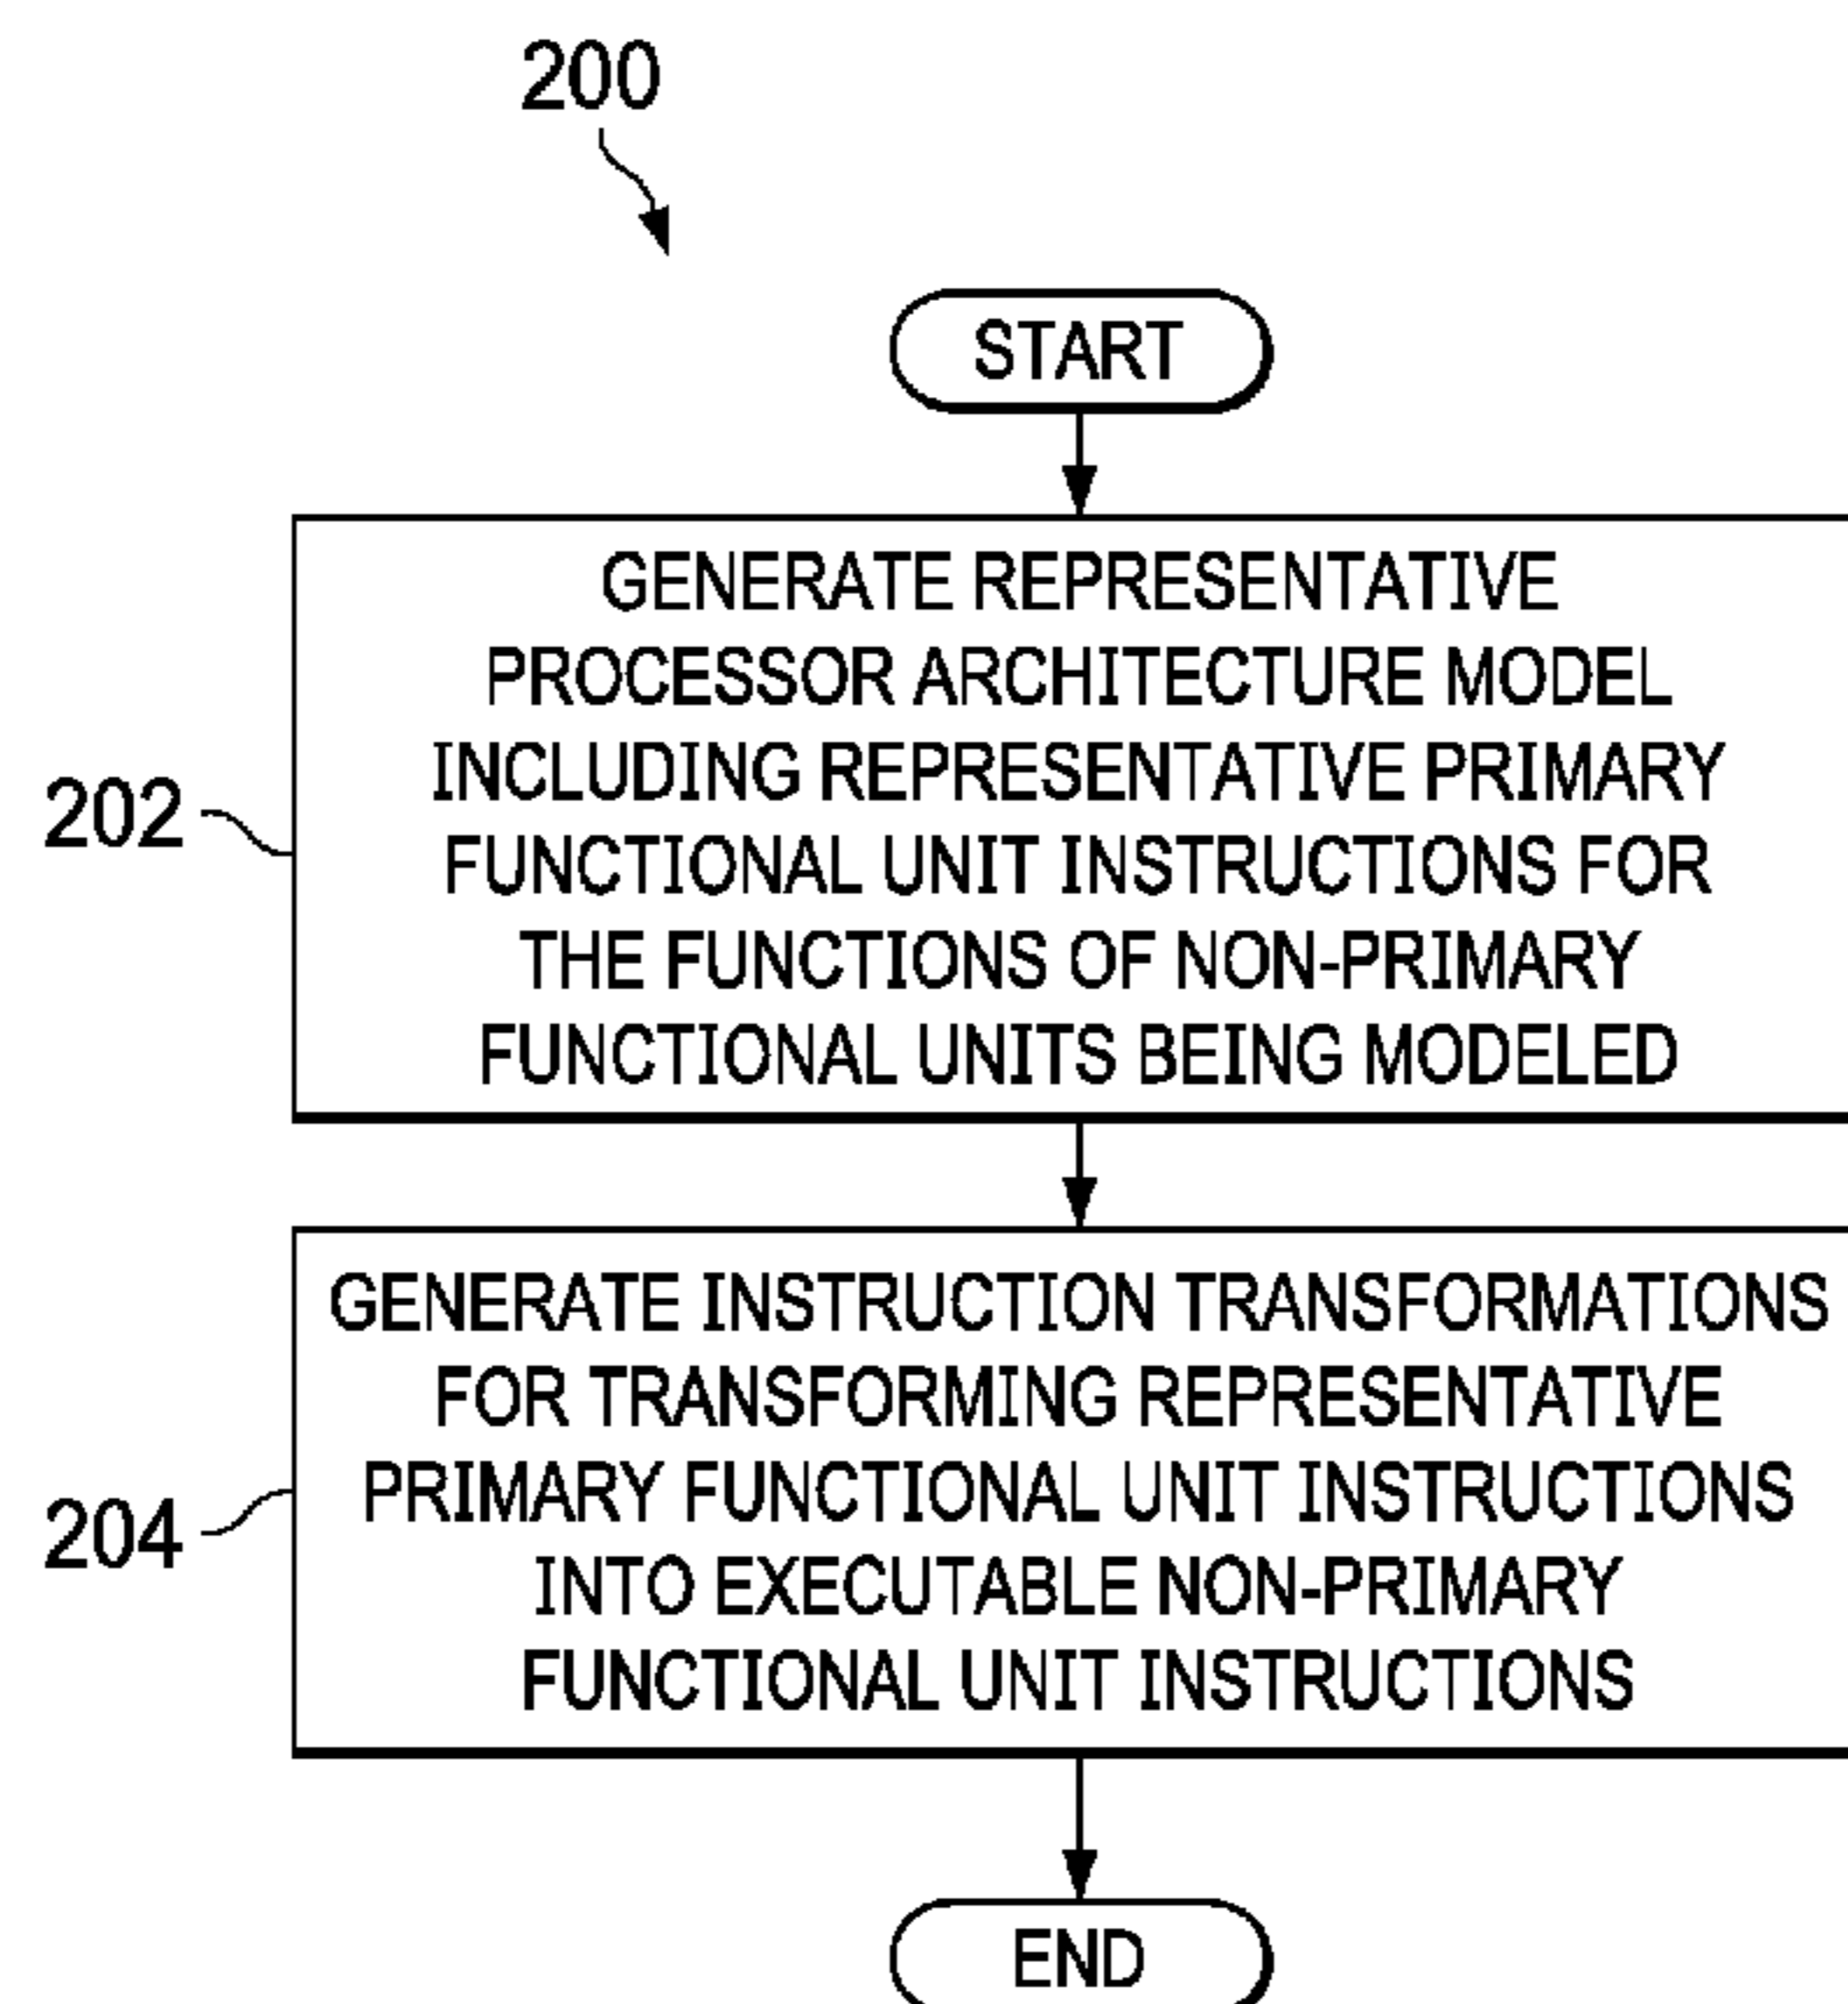 200
START
GENERATE REPRESENTATIVE
PROCESSOR ARCHITECTURE MODEL
INCLUDING REPRESENTATIVE PRIMARY
FUNCTIONAL UNIT INSTRUCTIONS FOR
THE FUNCTIONS OF NON-PRIMARY
FUNCTIONAL UNITS BEING MODELED
202
GENERATE INSTRUCTION TRANSFORMATIONS
FOR TRANSFORMING REPRESENTATIVE
PRIMARY FUNCTIONAL UNIT INSTRUCTIONS
INTO EXECUTABLE NON-PRIMARY
FUNCTIONAL UNIT INSTRUCTIONS
204
END